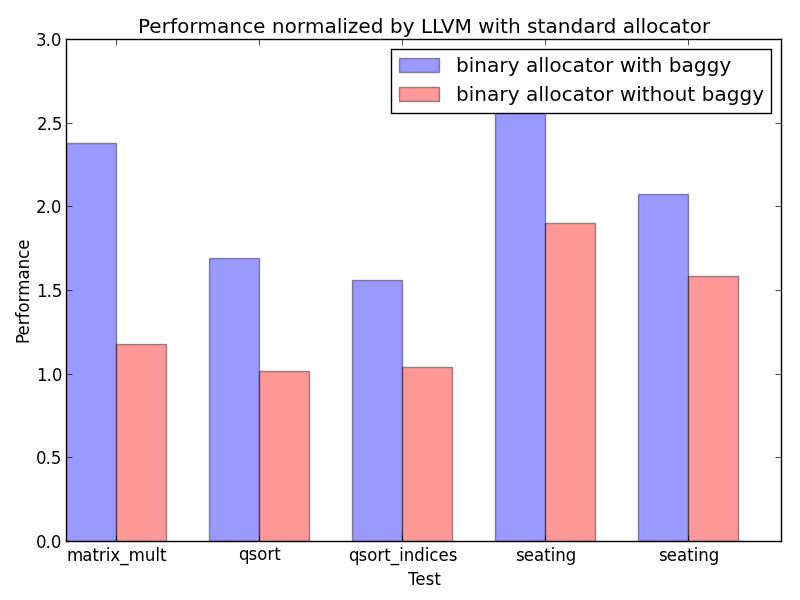 Performance normalized by LLVM with standard allocator
binary allocator with baggy
binary allocator without baggy
3.0
2.5
2.0
1.5
1.0
0.5
0.0
Performance
matrix_mult qsort qsort_indices seating seating
Test